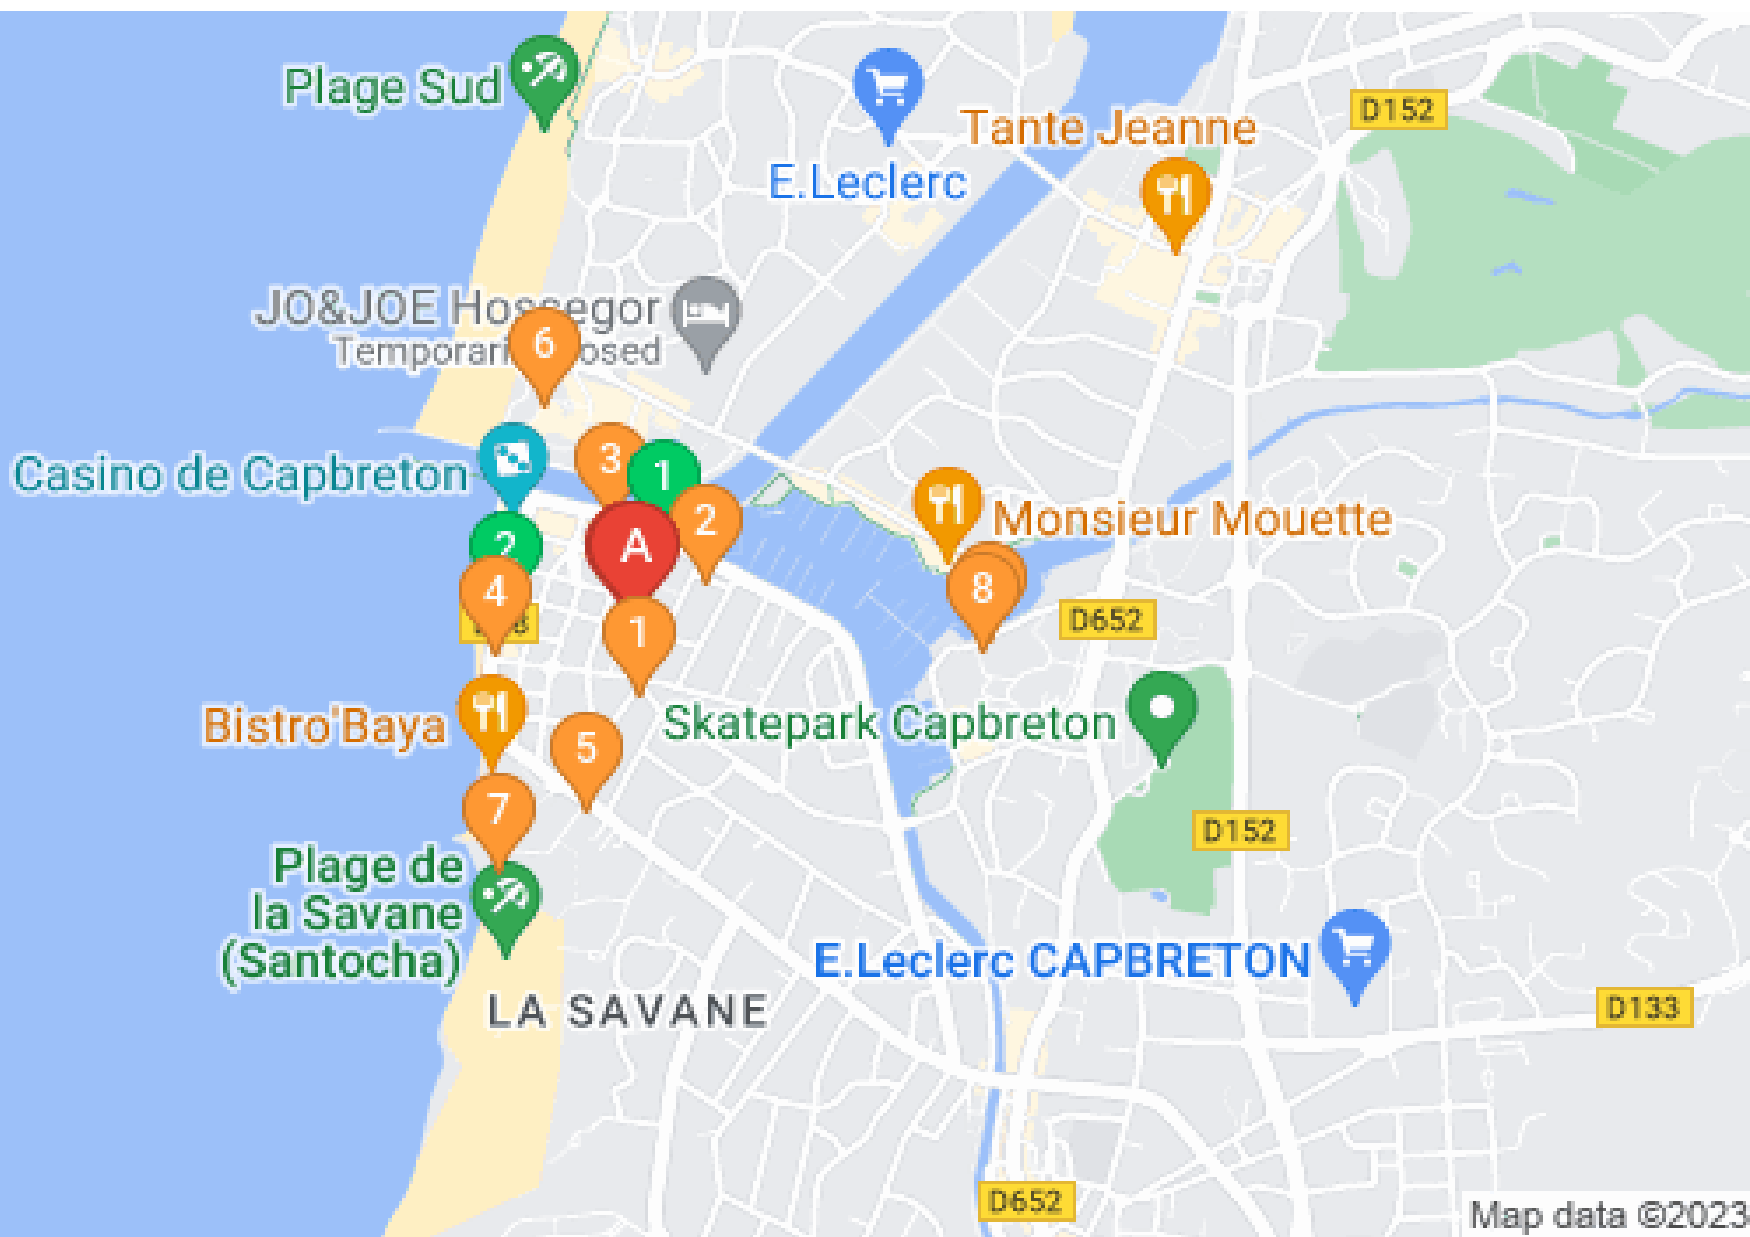 Plage Sud
E.Leclerc
Tante Jeanne
D152
JO&JOE Hossegor
6
Casino de Capbreton
3
1
2
A
2
4
1
Monsieur Mouette
8
D652
Bistro'Baya
5
Skatepark Capbreton
7
D152
Plage de
la Savane
(Santocha)
E.Leclerc CAPBRETON
LA SAVANE
D133
D652
Map data ©2023